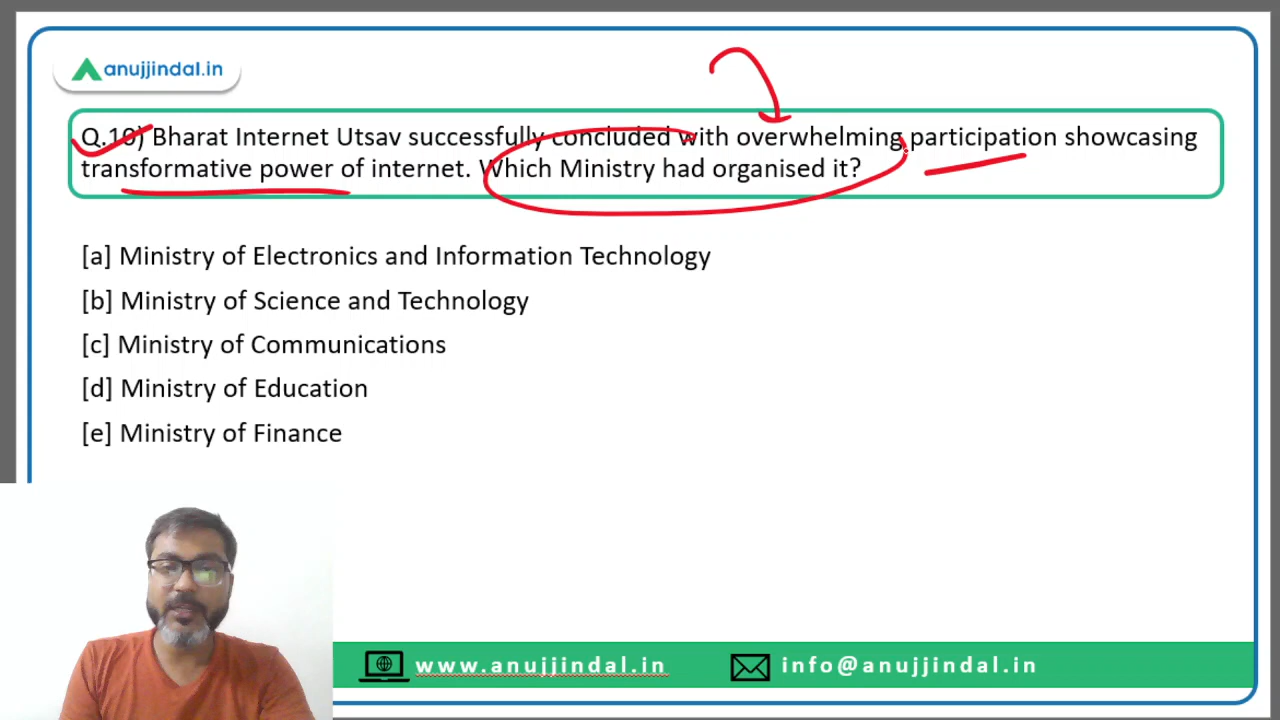 anujjindal.in
Q.10) Bharat Internet Utsav successfully concluded with overwhelming participation showcasing
transformative power of internet. Which Ministry had organised it?
[a] Ministry of Electronics and Information Technology
[b] Ministry of Science and Technology
[c] Ministry of Communications
[d] Ministry of Education
[e] Ministry of Finance
www.anujjindal.in
info@anujjindal.in